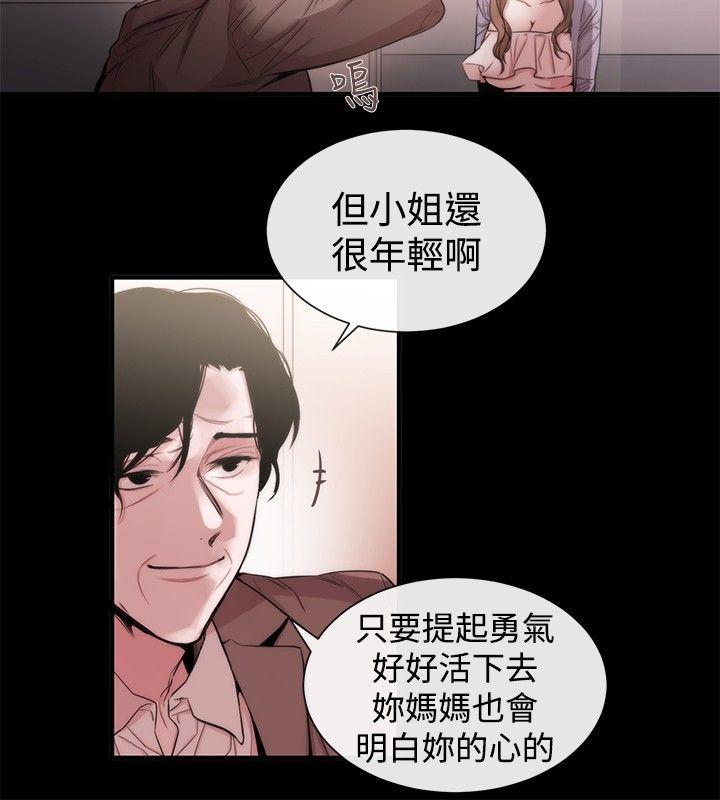 嗚
但小姐還
很年輕啊
只要提起勇氣
好好活下去
妳媽媽也會
明白妳的心的